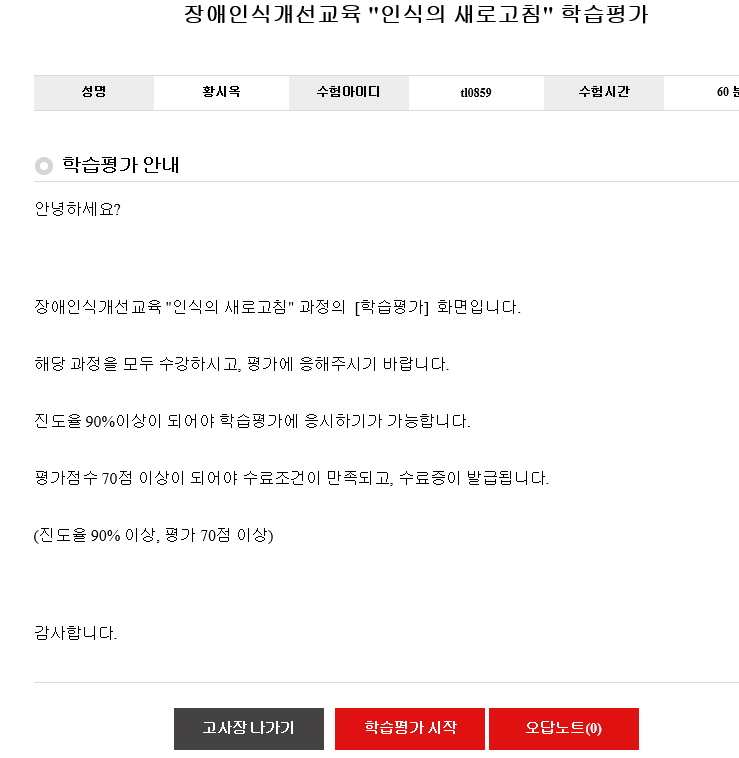 장애인식개선교육 "인식의 새로고침" 학습평가
성명 황시옥 수험아이디 tl0859 수험시간 60 분
학습평가 안내
안녕하세요?
장애인식개선교육 "인식의 새로고침" 과정의 [학습평가] 화면입니다.
해당 과정을 모두 수강하시고, 평가에 응해주시기 바랍니다.
진도율 90%이상이 되어야 학습평가에 응시하기가 가능합니다.
평가점수 70점 이상이 되어야 수료조건이 만족되고, 수료증이 발급됩니다.
(진도율 90% 이상, 평가 70점 이상)
감사합니다.
고사장 나가기 학습평가 시작 오답노트(0)